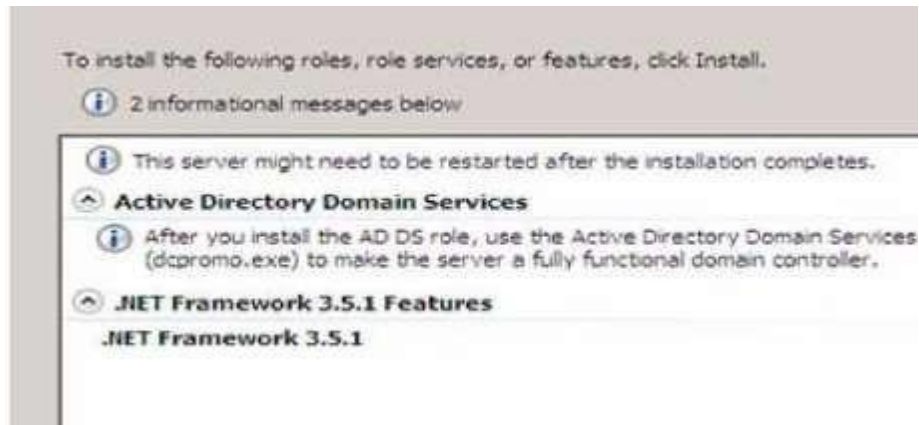 To install the following roles, role services, or features, click Install.
2 informational messages below
This server might need to be restarted after the installation completes.
Active Directory Domain Services
After you install the AD DS role, use the Active Directory Domain Services
(dcpromo.exe) to make the server a fully functional domain controller.
.NET Framework 3.5.1 Features
.NET Framework 3.5.1